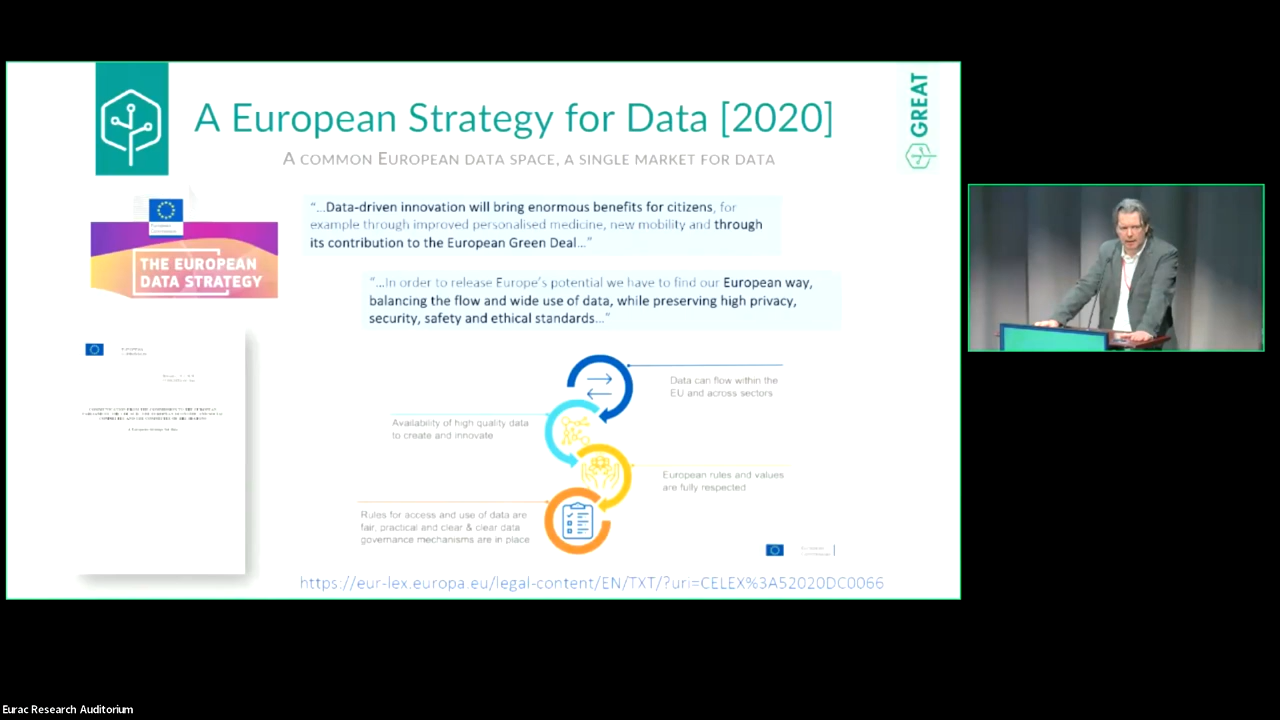 A European Strategy for Data [2020]
A COMMON EUROPEAN DATA SPACE, A SINGLE MARKET FOR DATA
GREAT
THE EUROPEAN
DATA STRATEGY
“...Data-driven innovation will bring enormous benefits for citizens, for
example through improved personalised medicine, new mobility and through
its contribution to the European Green Deal...”
“...In order to release Europe’s potential we have to find our European way,
balancing the flow and wide use of data, while preserving high privacy,
security, safety and ethical standards...”
Data can flow within the
EU and across sectors
Availability of high quality data
to create and innovate
European rules and values
are fully respected
Rules for access and use of data are
fair, practical and clear & clear data
governance mechanisms are in place
https://eur-lex.europa.eu/legal-content/EN/TXT/?uri=CELEX%3A52020DC0066
Eurac Research Auditorium